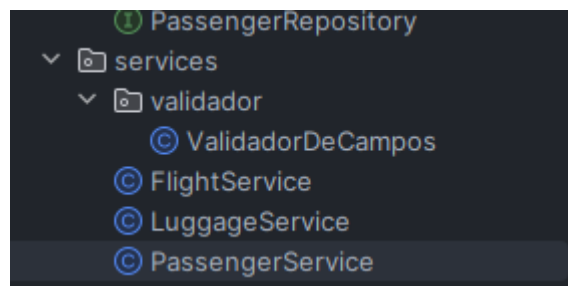 PassengerRepository
services
validador
ValidadorDeCampos
FlightService
LuggageService
PassengerService